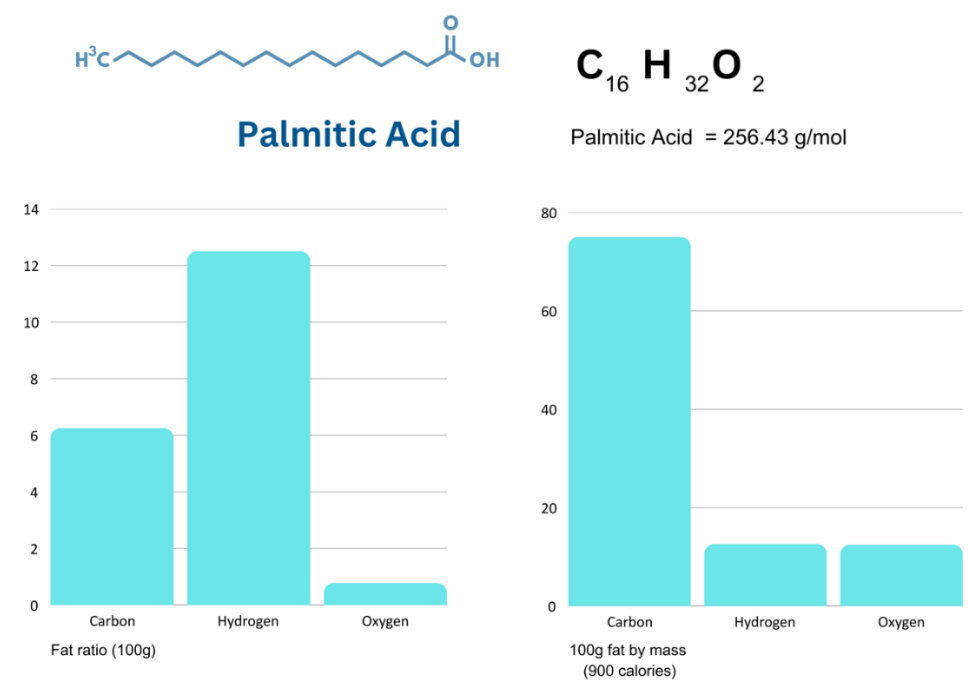 O
H³C OH
C16 H 32 O 2
Palmitic Acid
Palmitic Acid = 256.43 g/mol
14
12
10
8
6
4
2
0
Carbon Hydrogen Oxygen
Fat ratio (100g)
80
60
40
20
0
Carbon Hydrogen Oxygen
100g fat by mass
(900 calories)